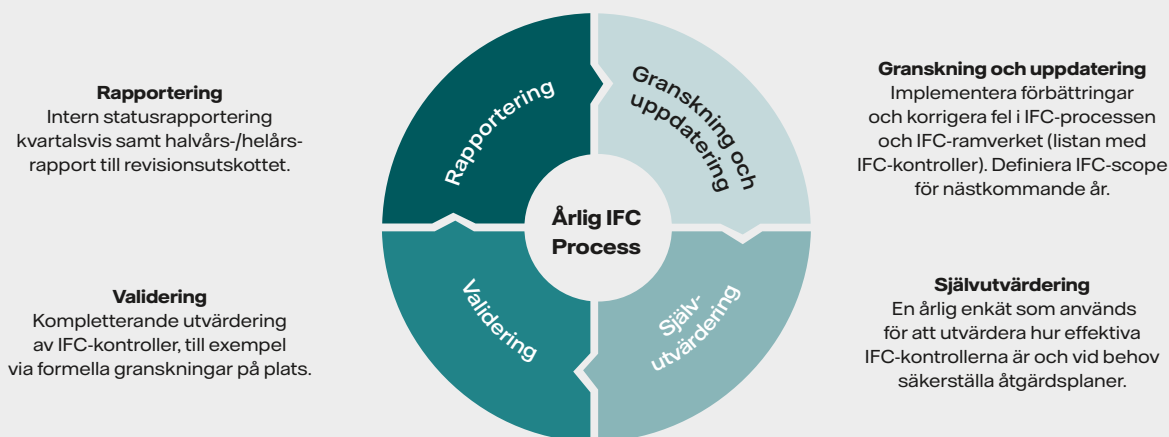 Rapportering
Intern statusrapportering
kvartalsvis samt halvårs-/helårs-
rapport till revisionsutskottet.
Validering
Kompletterande utvärdering
av IFC-kontroller, till exempel
via formella granskningar på plats.
Rapportering
Granskning och
uppdatering
Årlig IFC
Process
Validering
Själv-
utvärdering
Granskning och uppdatering
Implementera förbättringar
och korrigera fel i IFC-processen
och IFC-ramverket (listan med
IFC-kontroller). Definiera IFC-scope
för nästkommande år.
Självutvärdering
En årlig enkät som används
för att utvärdera hur effektiva
IFC-kontrollerna är och vid behov
säkerställa åtgärdsplaner.